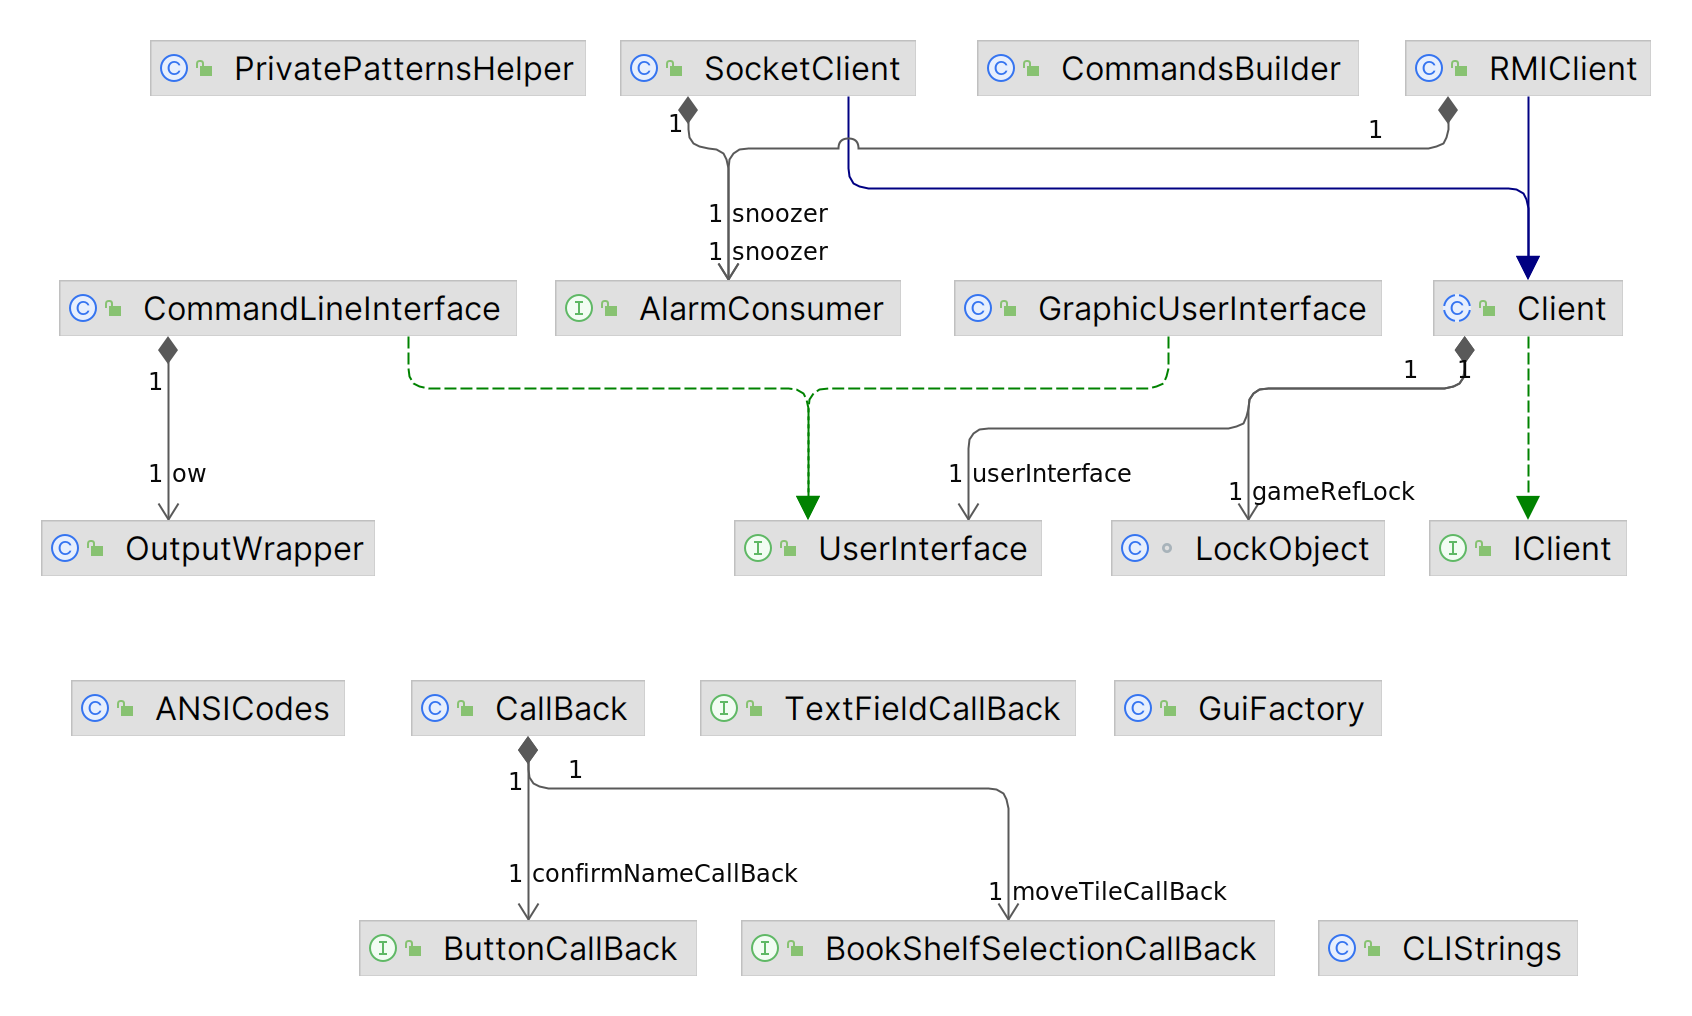 PrivatePatternsHelper
SocketClient
CommandsBuilder
RMIClient
1
1
1 snoozer
1 snoozer
CommandLineInterface
AlarmConsumer
GraphicUserInterface
Client
1
1
1
1 ow
1 userInterface
1 gameRefLock
OutputWrapper
UserInterface
LockObject
IClient
ANSICodes
CallBack
TextFieldCallBack
GuiFactory
1
1
1 confirmNameCallBack
1 moveTileCallBack
ButtonCallBack
BookShelfSelectionCallBack
CLIStrings